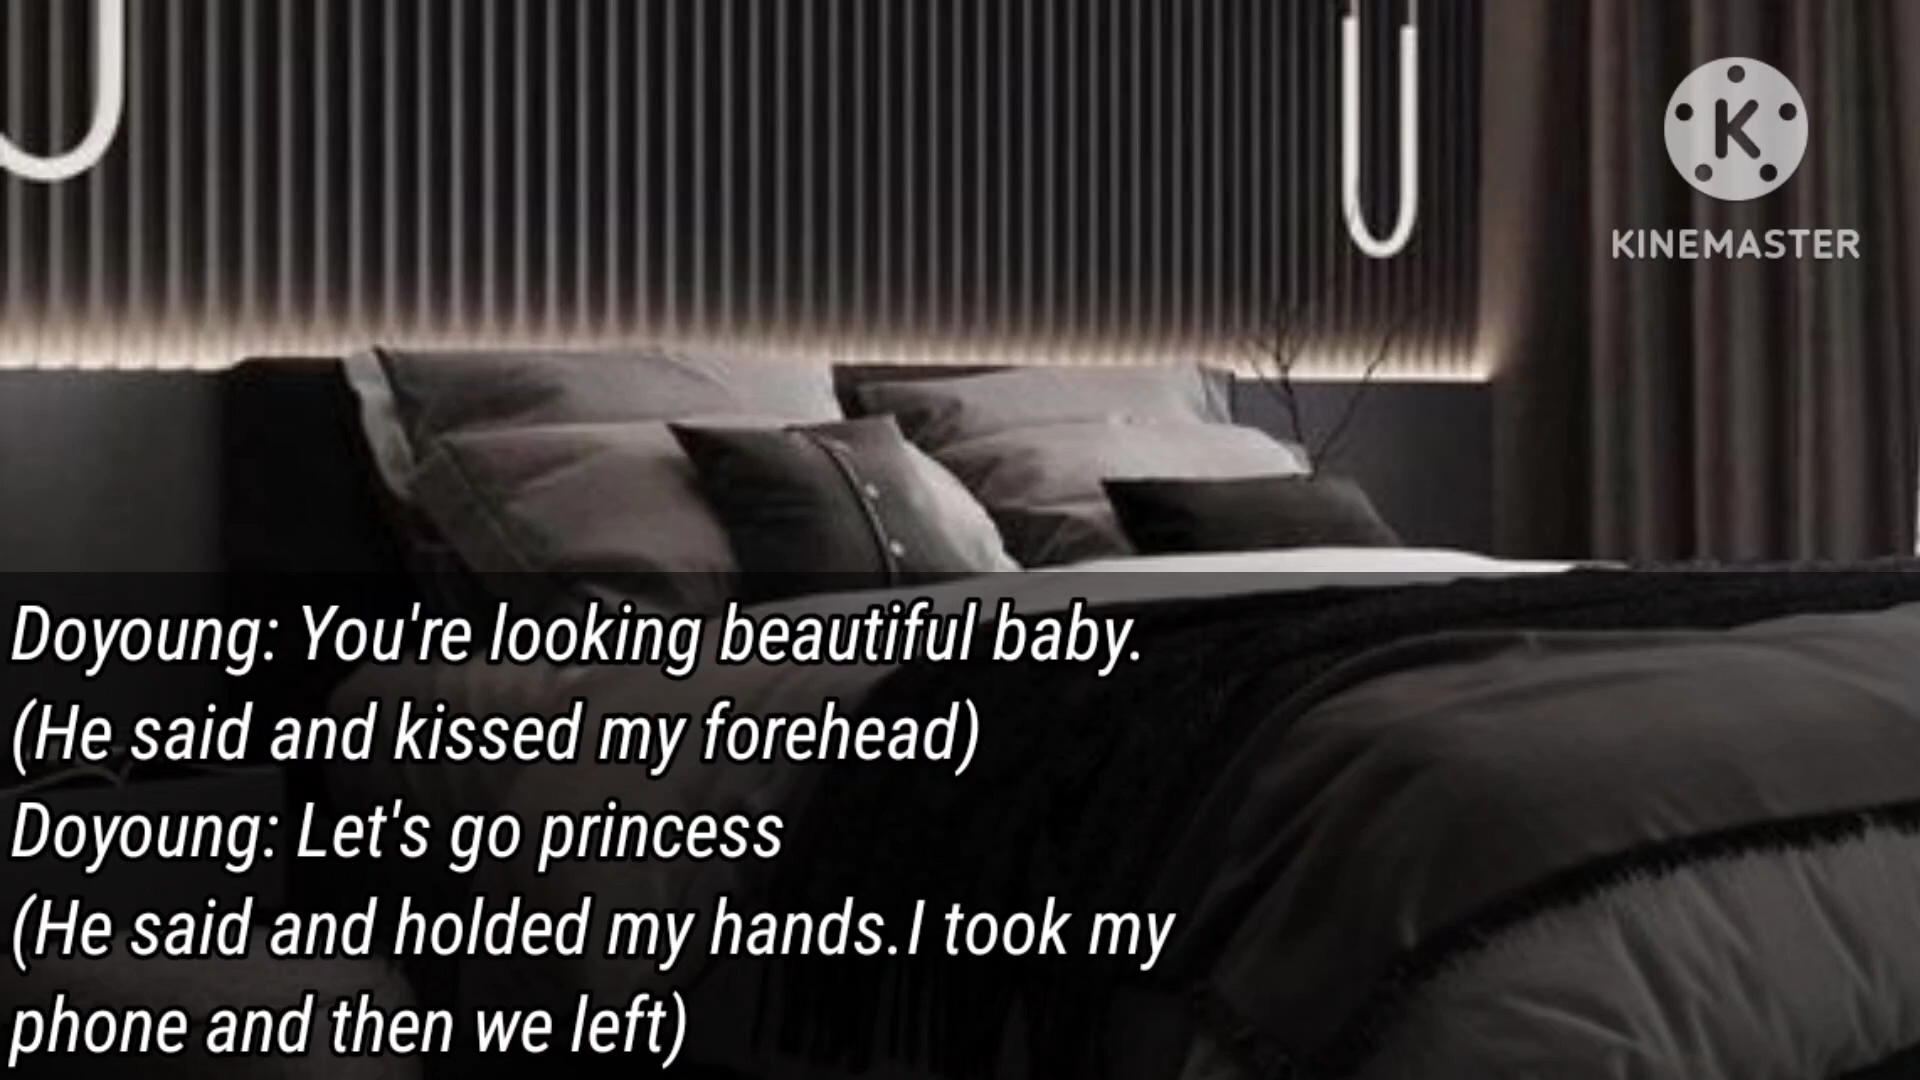 K
KINEMASTER
Doyoung: You're looking beautiful baby.
(He said and kissed my forehead)
Doyoung: Let's go princess
(He said and holded my hands.I took my
phone and then we left)